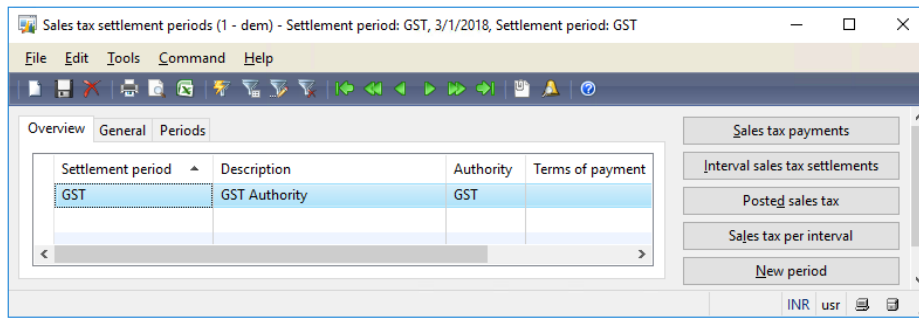 Sales tax settlement periods (1 - dem) - Settlement period: GST, 3/1/2018, Settlement period: GST
File Edit Tools Command Help
Overview General Periods
Settlement period Description Authority Terms of payment
GST GST Authority GST
Sales tax payments
Interval sales tax settlements
Posted sales tax
Sales tax per interval
New period
INR usr